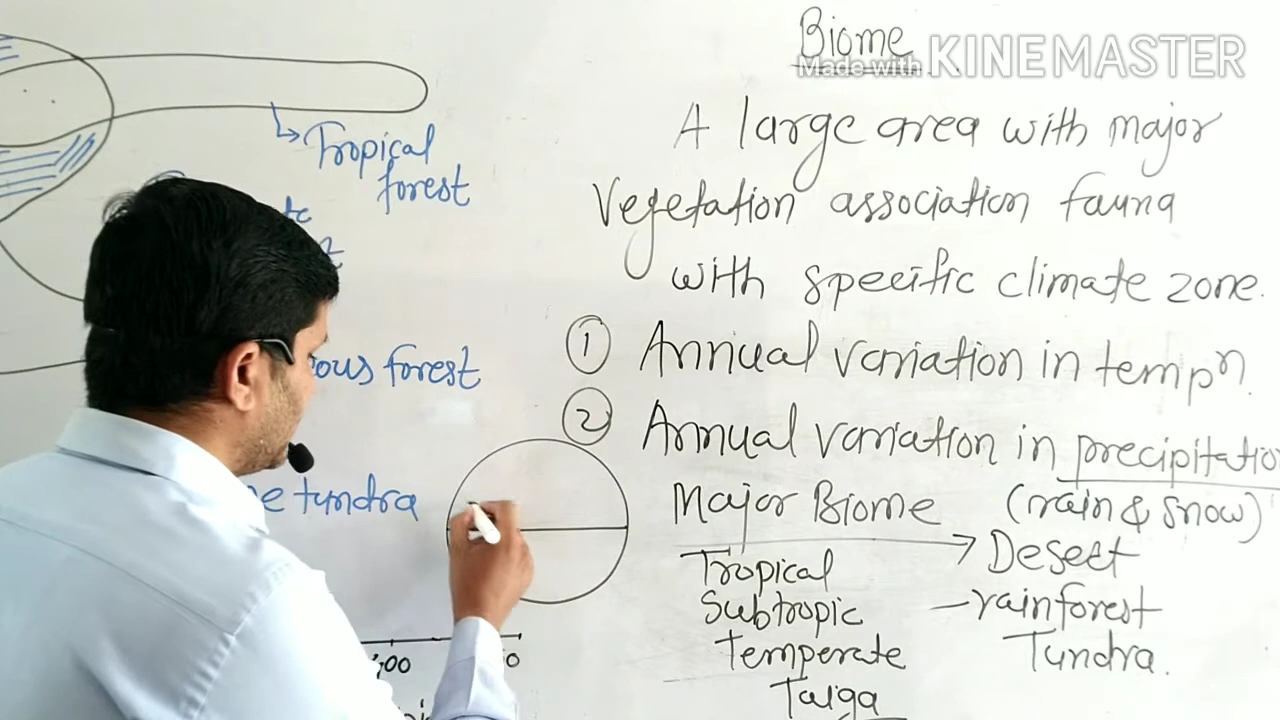 Biome
Made with KINEMASTER
A large area with major
vegetation association fauna
with specific climate zone.
① Annual variation in tempⁿ.
② Annual variation in precipitation
(rain & snow)
Major Biome
Tropical
Subtropic
Temperate
Taiga
→ Desert
- rainforest
Tundra.
Tropical
forest
forest
tundra